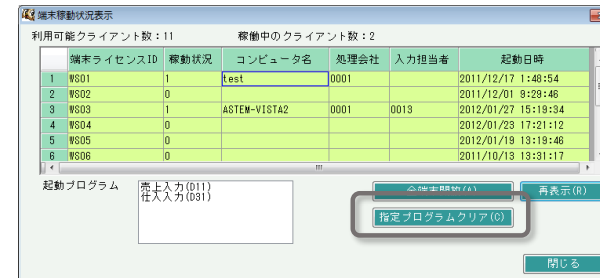 端末稼動状況表示
利用可能クライアント数：11 稼働中のクライアント数：2
端末ライセンスID 稼動状況 コンピュータ名 処理会社 入力担当者 起動日時
1 WS01 1 test 0001 2011/12/17 1:48:54
2 WS02 0 2011/12/01 9:29:46
3 WS03 1 ASTEM-VISTA2 0001 0013 2012/01/27 15:19:34
4 WS04 0 2012/01/23 17:21:12
5 WS05 0 2012/01/19 13:19:46
6 WS06 0 2011/10/13 13:31:17
起動プログラム
売上入力(D11)
仕入入力(D31)
全端末開放(A) 再表示(R)
指定プログラムクリア(C)
閉じる